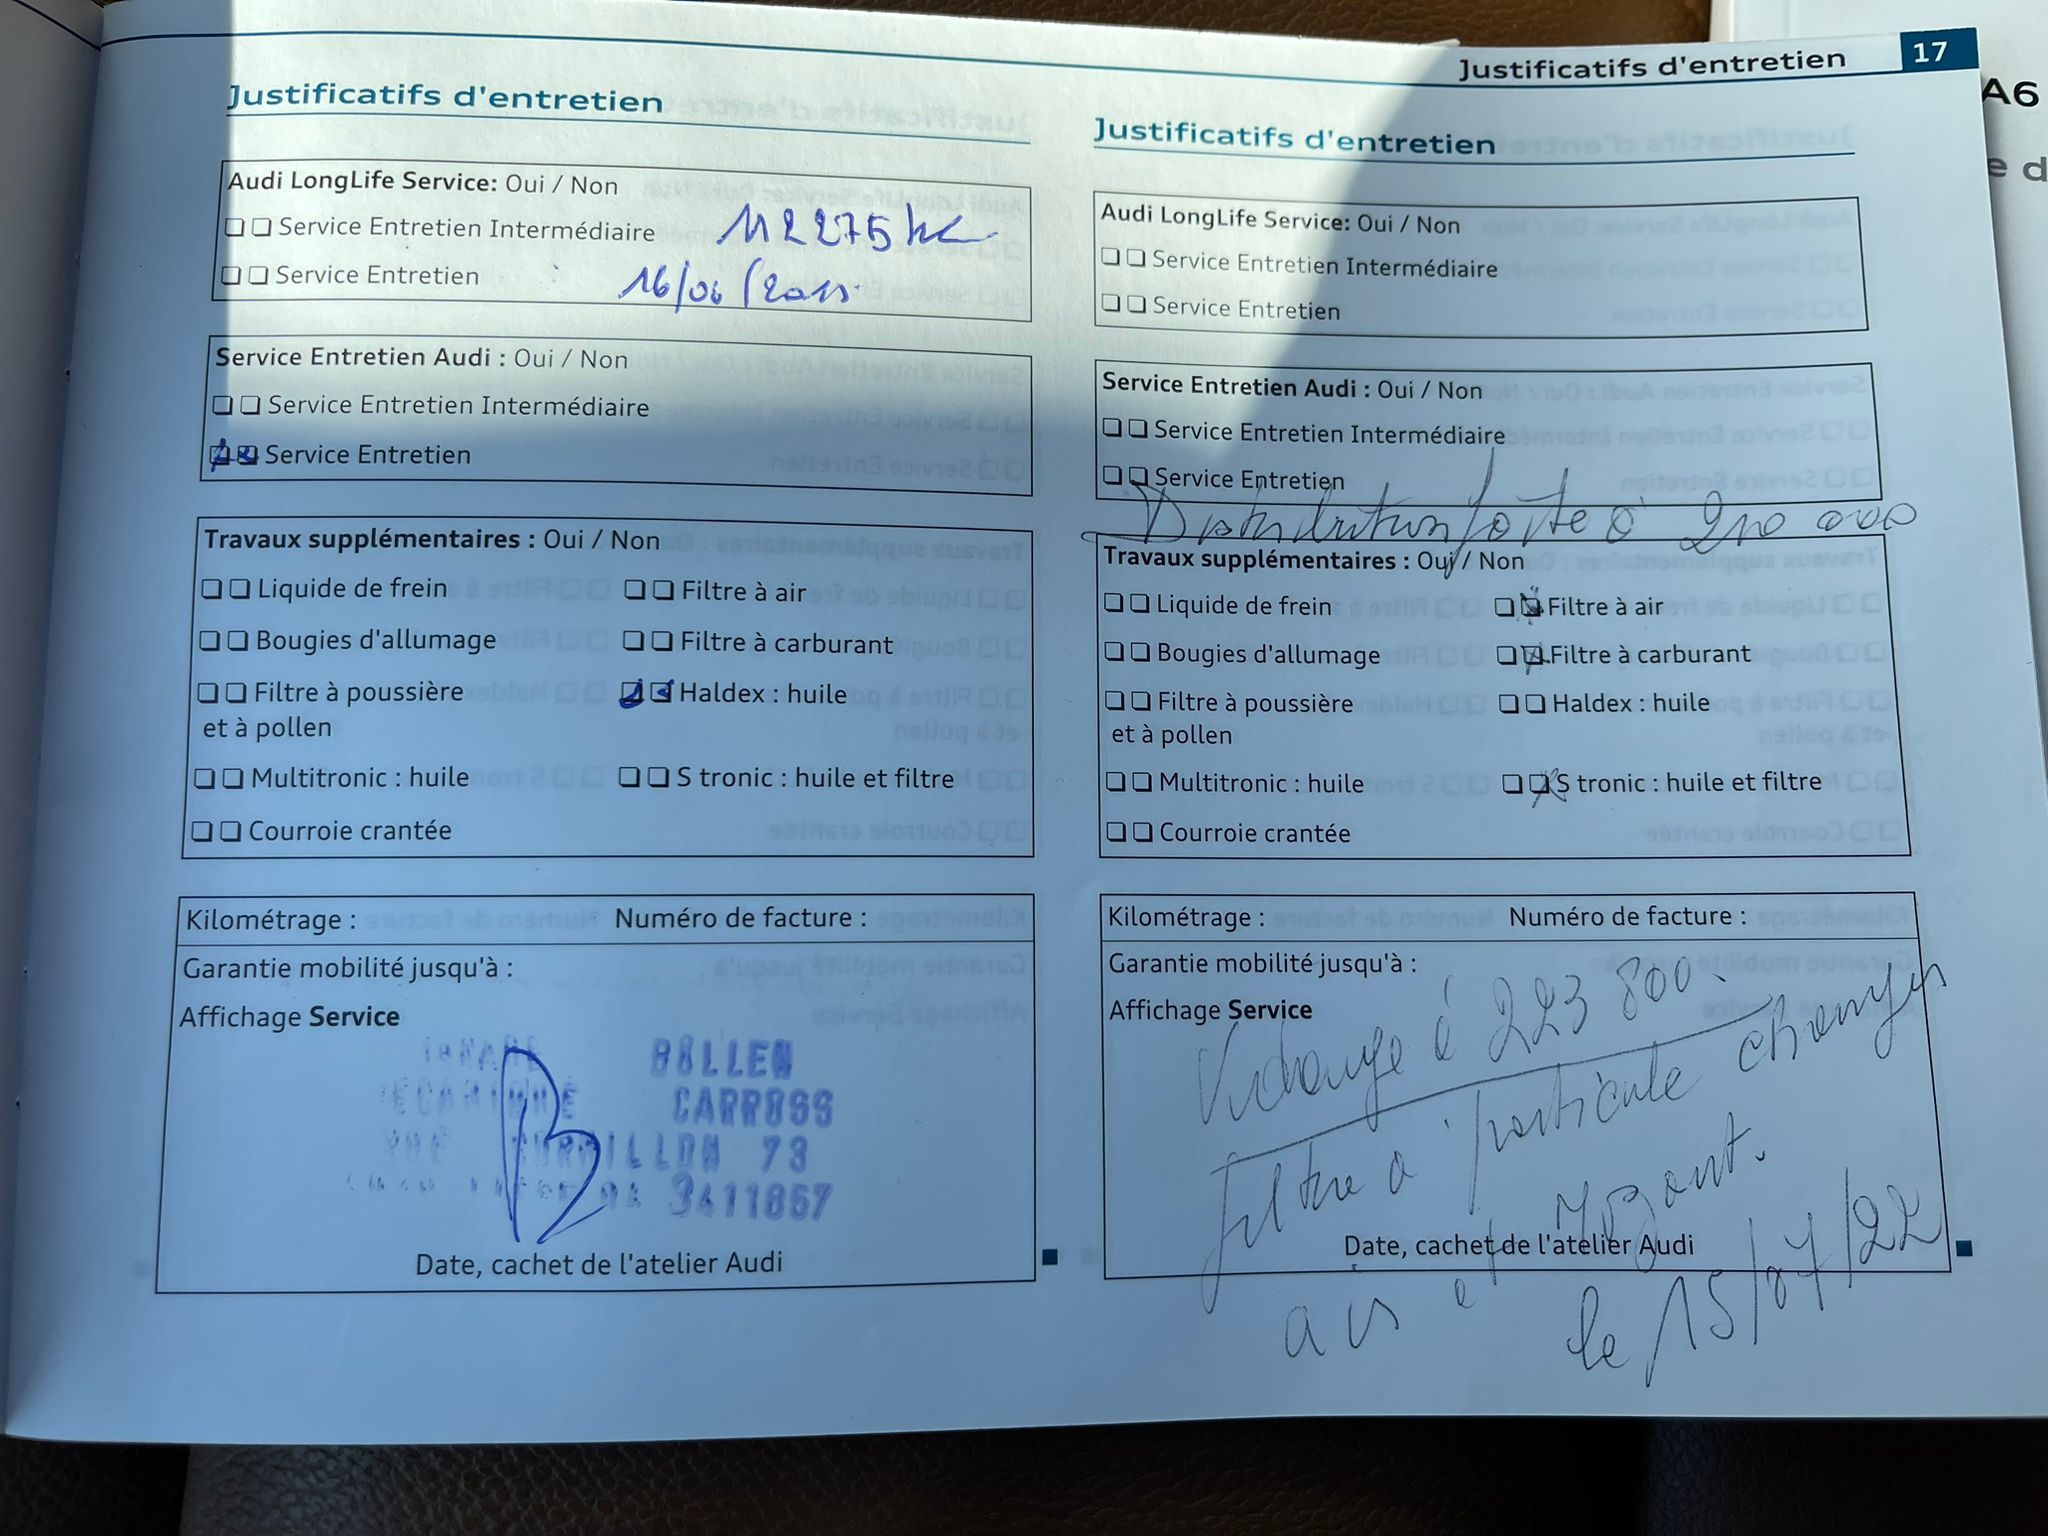 Justificatifs d'entretien 17
A6
e d
Justificatifs d'entretien
Audi LongLife Service: Oui / Non
Service Entretien Intermédiaire
112275 km
Service Entretien
16/06/2015
Service Entretien Audi : Oui / Non
Service Entretien Intermédiaire
Service Entretien
Travaux supplémentaires : Oui / Non
Liquide de frein
Filtre à air
Bougies d'allumage
Filtre à carburant
Filtre à poussière
et à pollen
Haldex : huile
Multitronic : huile
S tronic : huile et filtre
Courroie crantée
Kilométrage :
Numéro de facture :
Garantie mobilité jusqu'à :
Affichage Service
BOLLEN
CARROSS
73
3411867
Date, cachet de l'atelier Audi
Justificatifs d'entretien
Audi LongLife Service: Oui / Non
Service Entretien Intermédiaire
Service Entretien
Service Entretien Audi : Oui / Non
Service Entretien Intermédiaire
Service Entretien
Distribution faite à 210 000
Travaux supplémentaires : Oui / Non
Liquide de frein
Filtre à air
Bougies d'allumage
Filtre à carburant
Filtre à poussière
et à pollen
Haldex : huile
Multitronic : huile
S tronic : huile et filtre
Courroie crantée
Kilométrage :
Numéro de facture :
Garantie mobilité jusqu'à :
Affichage Service
Vidange à 223 800.
Filtre à particule changés
Date, cachet de l'atelier Audi
le 15/07/22